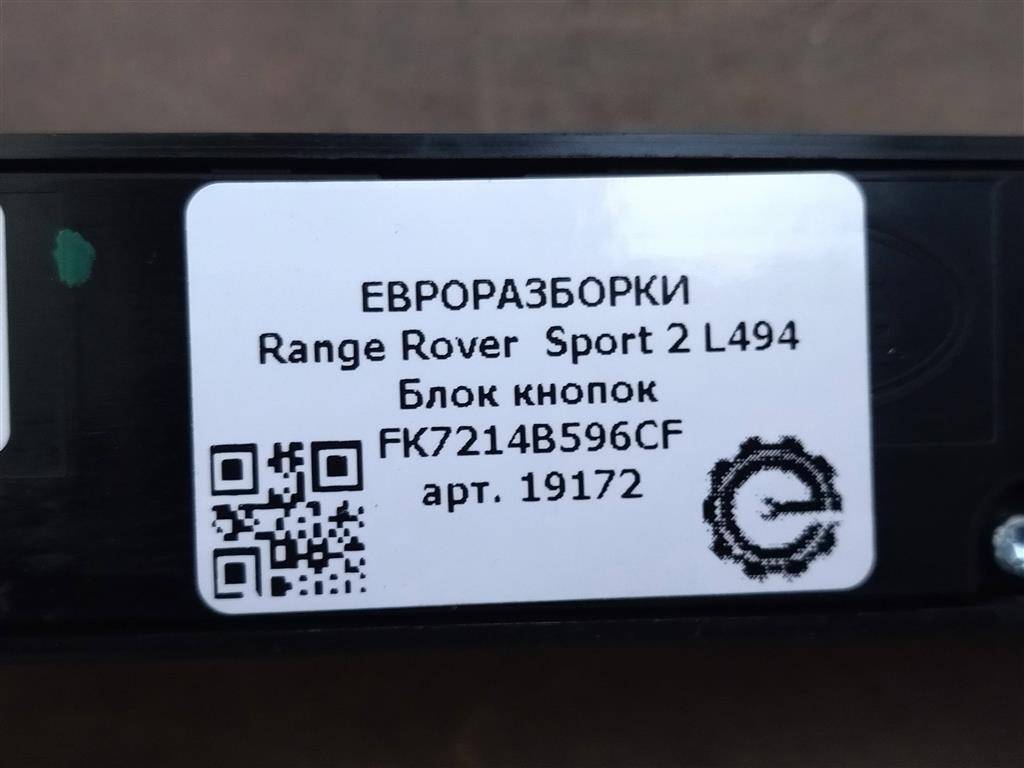 ЕВРОРАЗБОРКИ
Range Rover Sport 2 L494
Блок кнопок
FK7214B596CF
арт. 19172